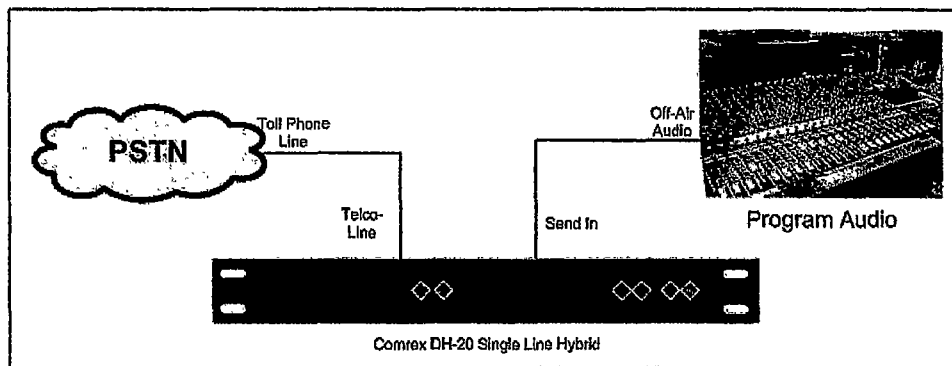 PSTN
Toll Phone
Line
Telco-
Line
Off-Air
Audio
Send In
Program Audio
Comrex DH-20 Single Line Hybrid